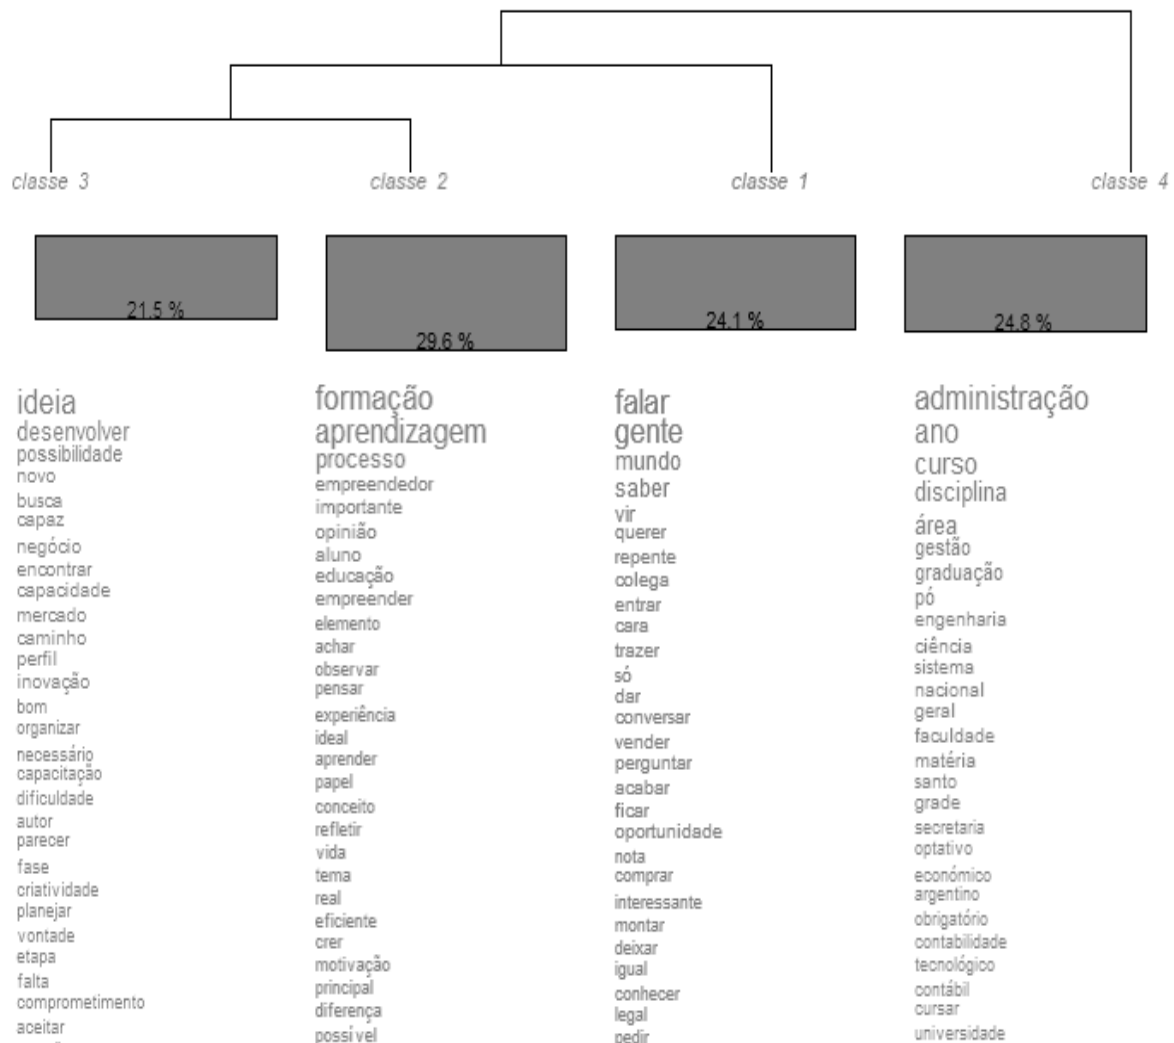 classe 3
classe 2
classe 1
classe 4
21.5 %
29.6 %
24.1 %
24.8 %
ideia
desenvolver
possibilidade
novo
busca
capaz
negócio
encontrar
capacidade
mercado
caminho
perfil
inovação
bom
organizar
necessário
capacitação
dificuldade
autor
parecer
fase
criatividade
planejar
vontade
etapa
falta
comprometimento
aceitar
formação
aprendizagem
processo
empreendedor
importante
opinião
aluno
educação
empreender
elemento
achar
observar
pensar
experiência
ideal
aprender
papel
conceito
refletir
vida
tema
real
eficiente
crer
motivação
principal
diferença
possível
falar
gente
mundo
saber
vir
querer
repente
colega
entrar
cara
trazer
só
dar
conversar
vender
perguntar
acabar
ficar
oportunidade
nota
comprar
interessante
montar
deixar
igual
conhecer
legal
pedir
administração
ano
curso
disciplina
área
gestão
graduação
pó
engenharia
ciência
sistema
nacional
geral
faculdade
matéria
santo
grade
secretaria
optativo
económico
argentino
obrigatório
contabilidade
tecnológico
contábil
cursar
universidade